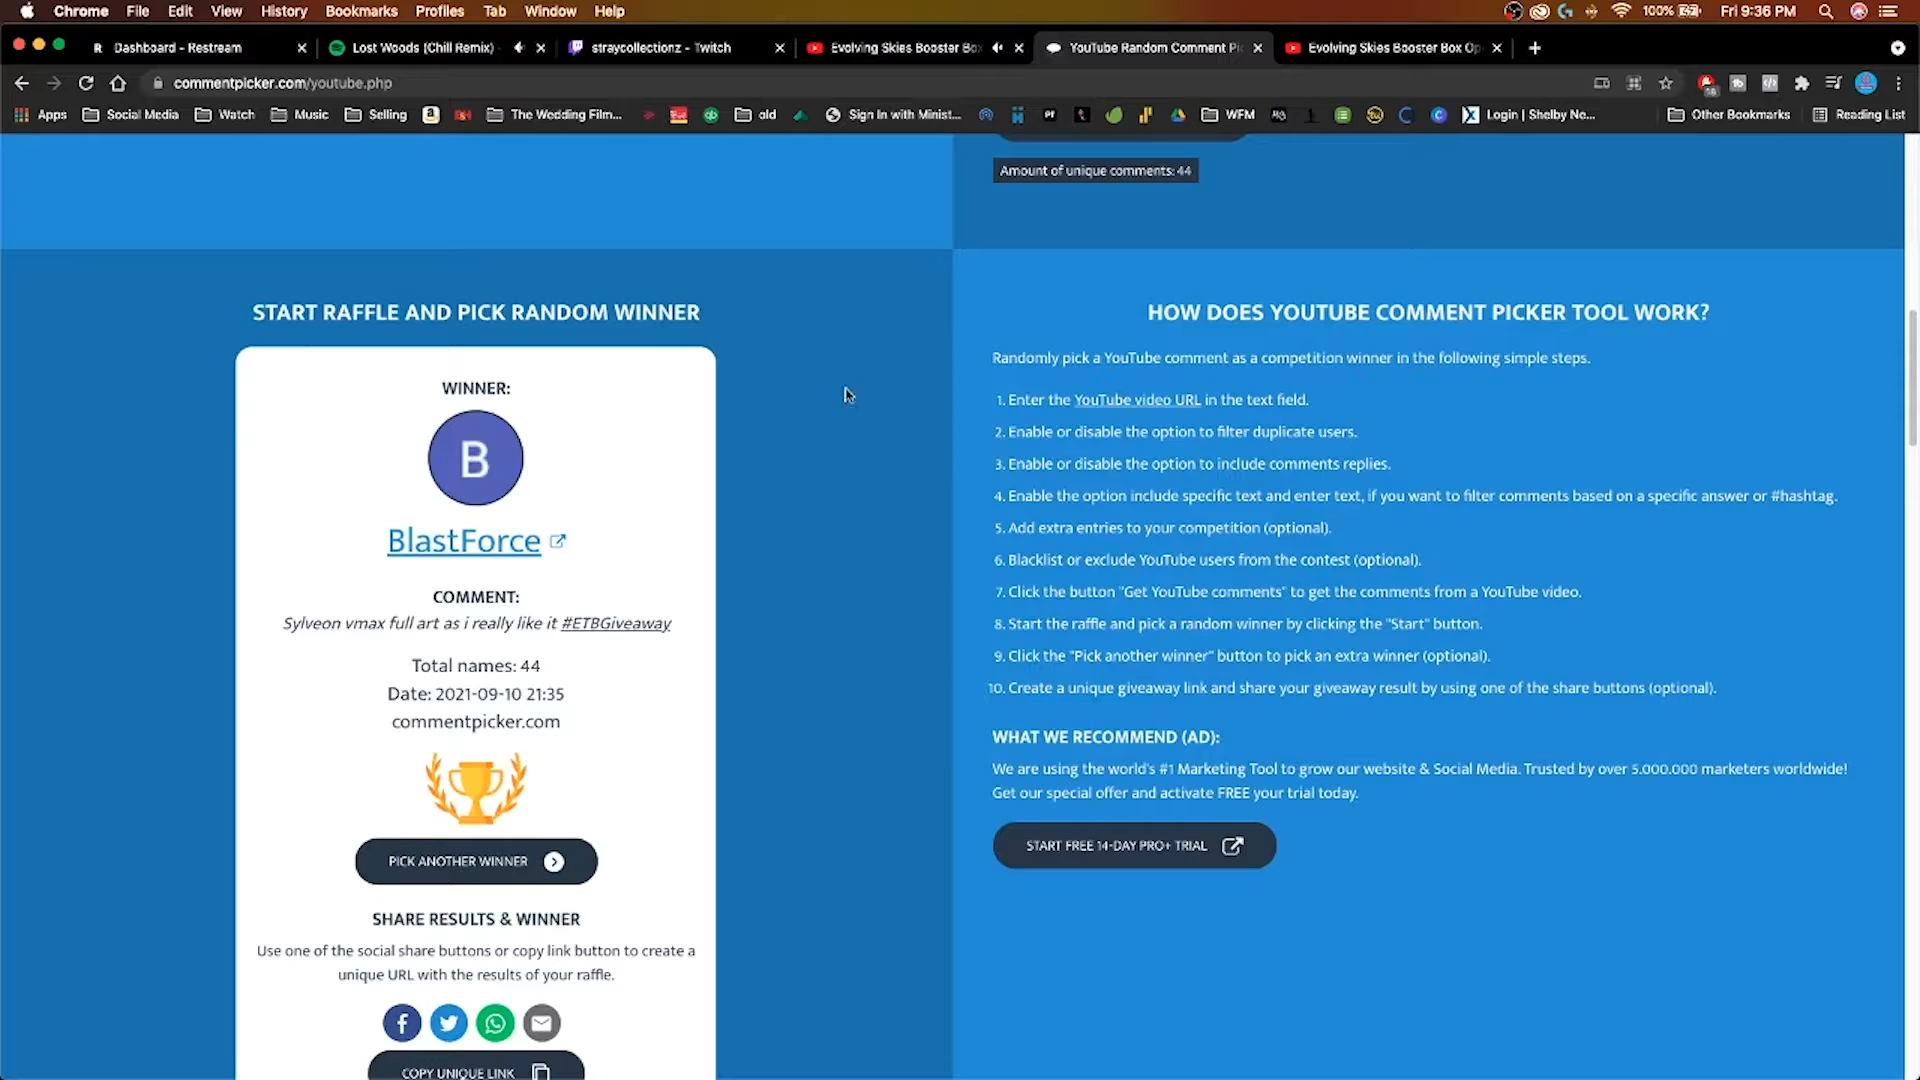 Chrome File Edit View History Bookmarks Profiles Tab Window Help 100% Fri 9:36 PM
R Dashboard - Restream Lost Woods (Chill Remix) straycollectionz - Twitch Evolving Skies Booster Box YouTube Random Comment Pi Evolving Skies Booster Box Op
commentpicker.com/youtube.php
Apps Social Media Watch Music Selling The Wedding Film... old Sign In with Minist... WFM Login | Shelby Ne... Other Bookmarks Reading List
Amount of unique comments: 44
START RAFFLE AND PICK RANDOM WINNER
WINNER:
B
BlastForce
COMMENT:
Sylveon vmax full art as i really like it #ETBGiveaway
Total names: 44
Date: 2021-09-10 21:35
commentpicker.com
PICK ANOTHER WINNER
SHARE RESULTS & WINNER
Use one of the social share buttons or copy link button to create a
unique URL with the results of your raffle.
COPY UNIQUE LINK
HOW DOES YOUTUBE COMMENT PICKER TOOL WORK?
Randomly pick a YouTube comment as a competition winner in the following simple steps.
1. Enter the YouTube video URL in the text field.
2. Enable or disable the option to filter duplicate users.
3. Enable or disable the option to include comments replies.
4. Enable the option include specific text and enter text, if you want to filter comments based on a specific answer or #hashtag.
5. Add extra entries to your competition (optional).
6. Blacklist or exclude YouTube users from the contest (optional).
7. Click the button "Get YouTube comments" to get the comments from a YouTube video.
8. Start the raffle and pick a random winner by clicking the "Start" button.
9. Click the "Pick another winner" button to pick an extra winner (optional).
10. Create a unique giveaway link and share your giveaway result by using one of the share buttons (optional).
WHAT WE RECOMMEND (AD):
We are using the world's #1 Marketing Tool to grow our website & Social Media. Trusted by over 5.000.000 marketers worldwide!
Get our special offer and activate FREE your trial today.
START FREE 14-DAY PRO+ TRIAL